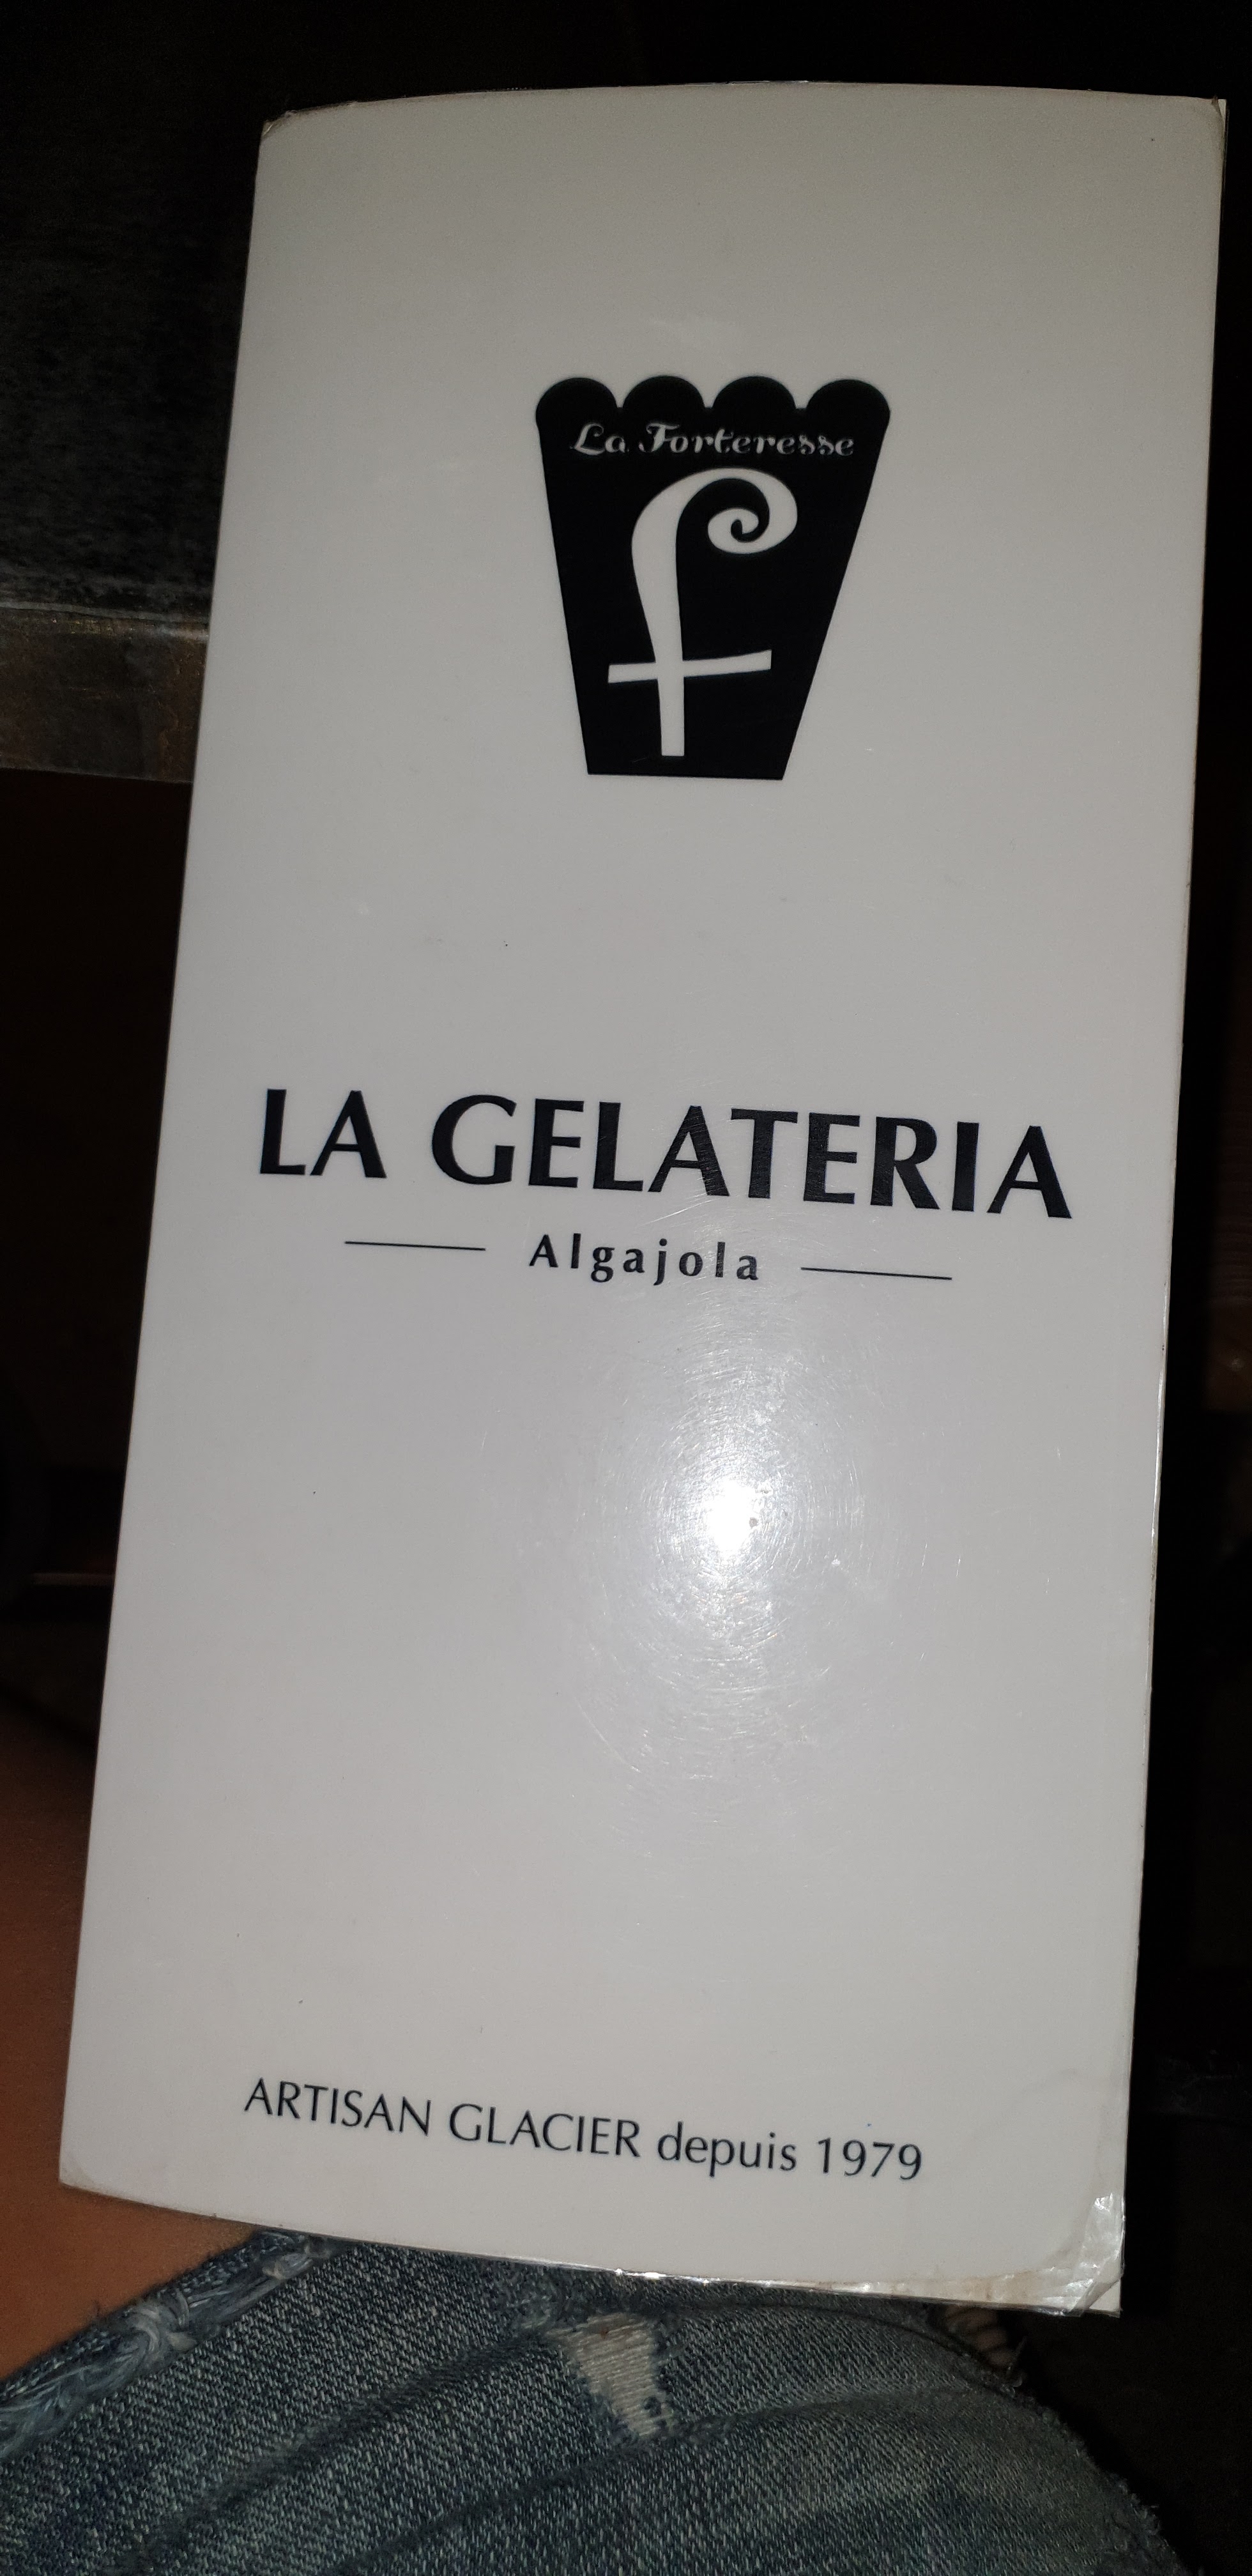 La Forteresse
f
LA GELATERIA
Algajola
ARTISAN GLACIER depuis 1979